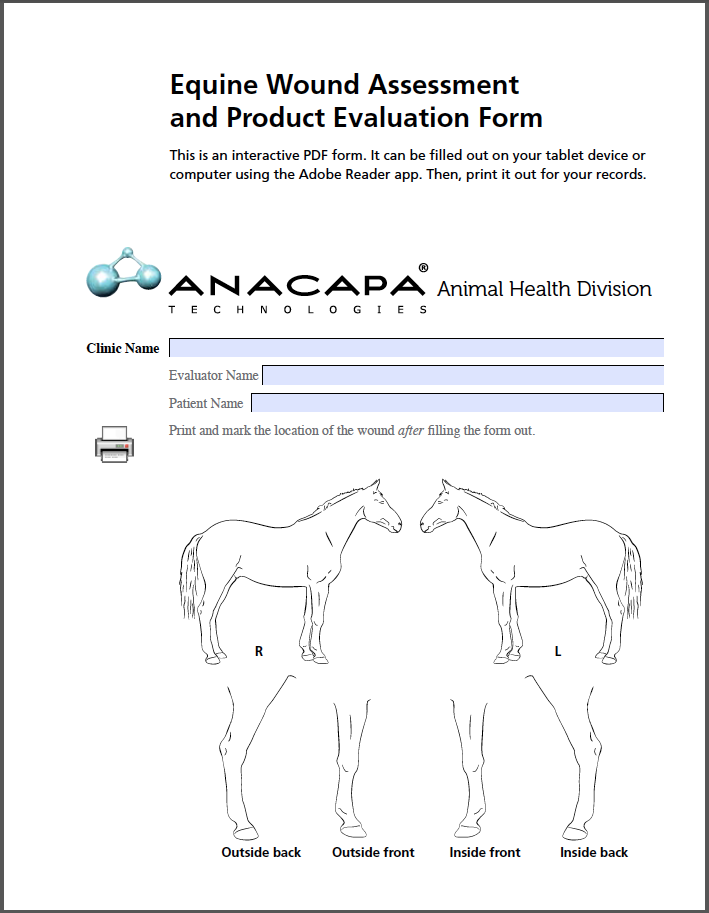 Equine Wound Assessment
and Product Evaluation Form
This is an interactive PDF form. It can be filled out on your tablet device or
computer using the Adobe Reader app. Then, print it out for your records.
ANACAPA® Animal Health Division
TECHNOLOGIES
Clinic Name
Evaluator Name
Patient Name
Print and mark the location of the wound after filling the form out.
R L
Outside back Outside front Inside front Inside back